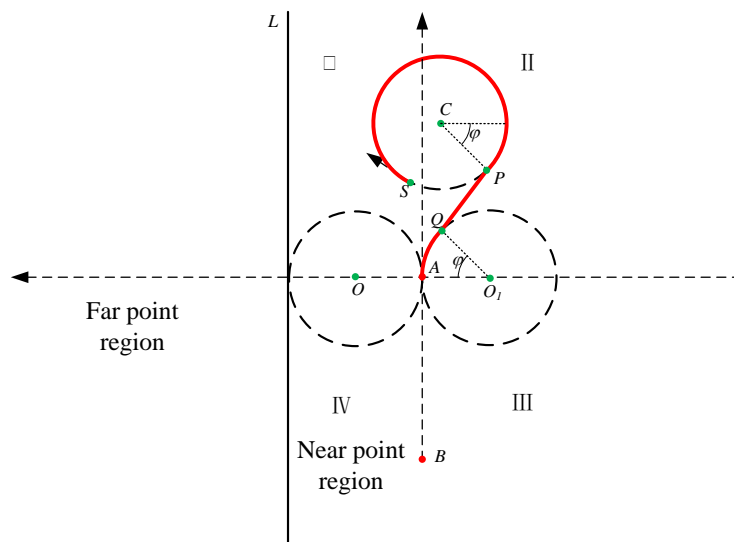 L
□
II
C
φ
S
P
Q
A
φ
O
O1
Far point
region
IV
III
Near point
region
B